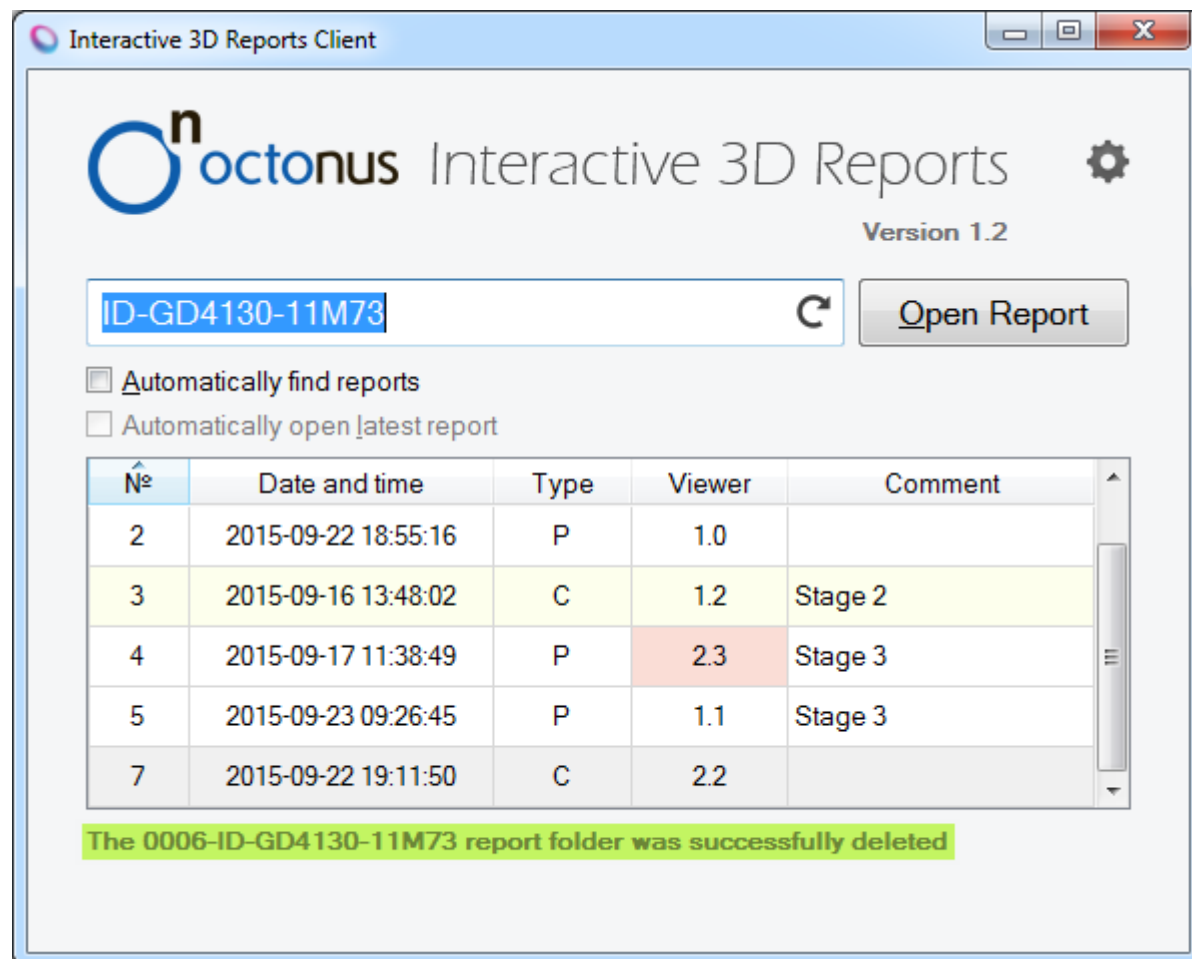 Interactive 3D Reports Client
octonus Interactive 3D Reports
Version 1.2
ID-GD4130-11M73 Open Report
Automatically find reports
Automatically open latest report
Nº Date and time Type Viewer Comment
2 2015-09-22 18:55:16 P 1.0
3 2015-09-16 13:48:02 C 1.2 Stage 2
4 2015-09-17 11:38:49 P 2.3 Stage 3
5 2015-09-23 09:26:45 P 1.1 Stage 3
7 2015-09-22 19:11:50 C 2.2
The 0006-ID-GD4130-11M73 report folder was successfully deleted